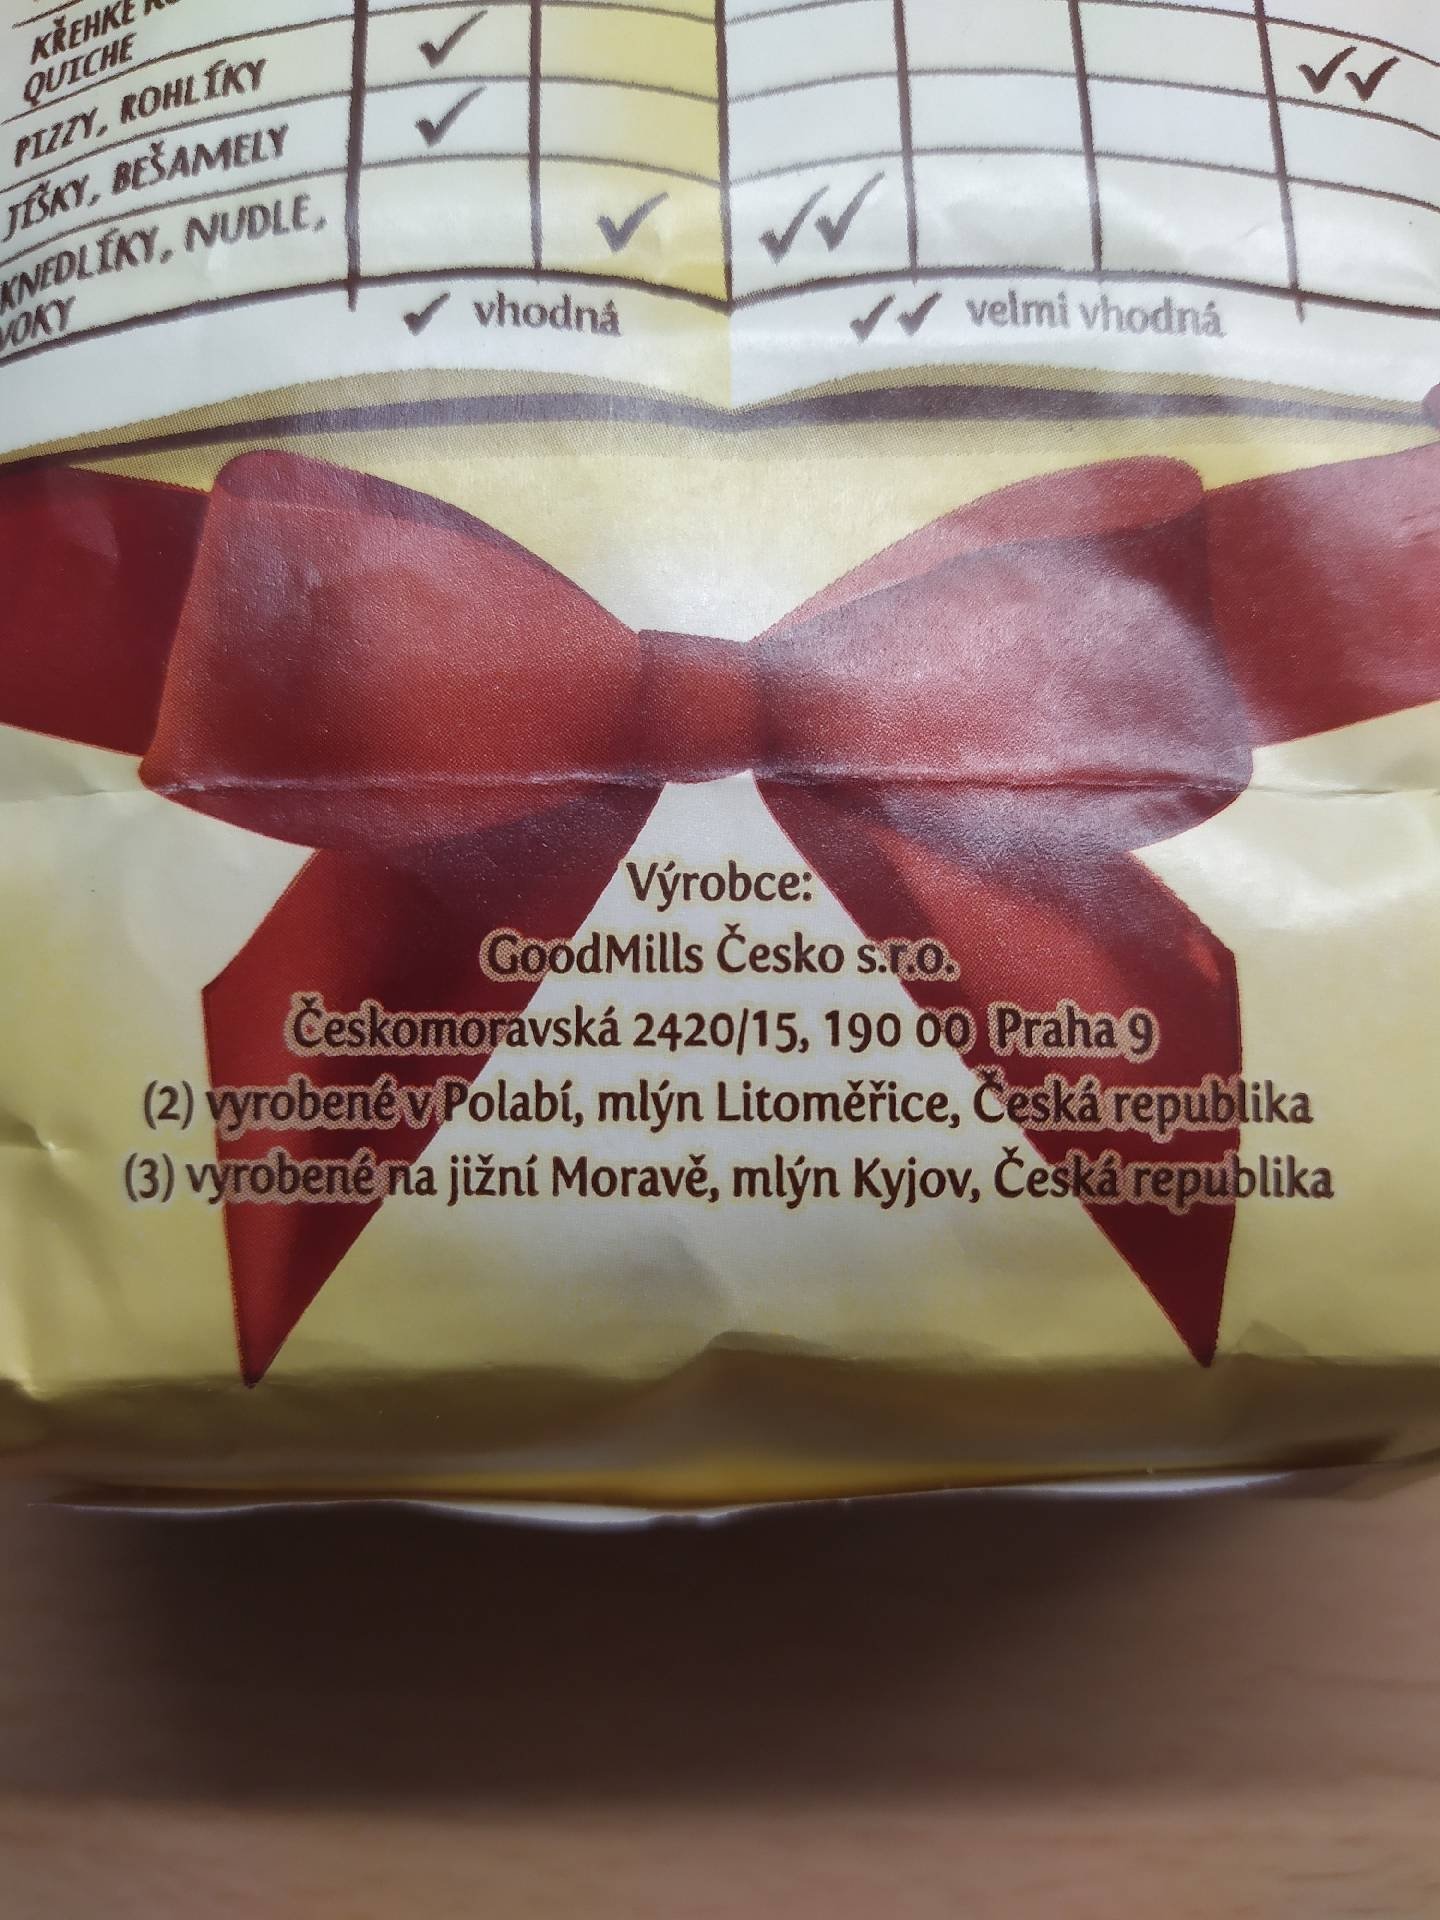 KŘEHKÉ
QUICHE
PIZZY, ROHLÍKY
JÍŠKY, BEŠAMELY
KNEDLÍKY, NUDLE,
VOKY
✓ vhodná
✓✓ velmi vhodná
Výrobce:
GoodMills Česko s.r.o.
Českomoravská 2420/15, 190 00 Praha 9
(2) vyrobené v Polabí, mlýn Litoměřice, Česká republika
(3) vyrobené na jižní Moravě, mlýn Kyjov, Česká republika